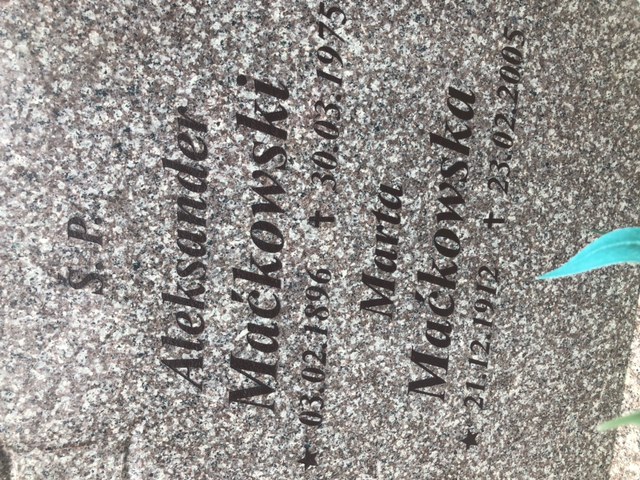 Ś. P.
Aleksander
Maćkowski
★ 03.02.1896 ✝ 30.03.1975
Marta
Maćkowska
★ 21.12.1912 ✝ 23.02.2005